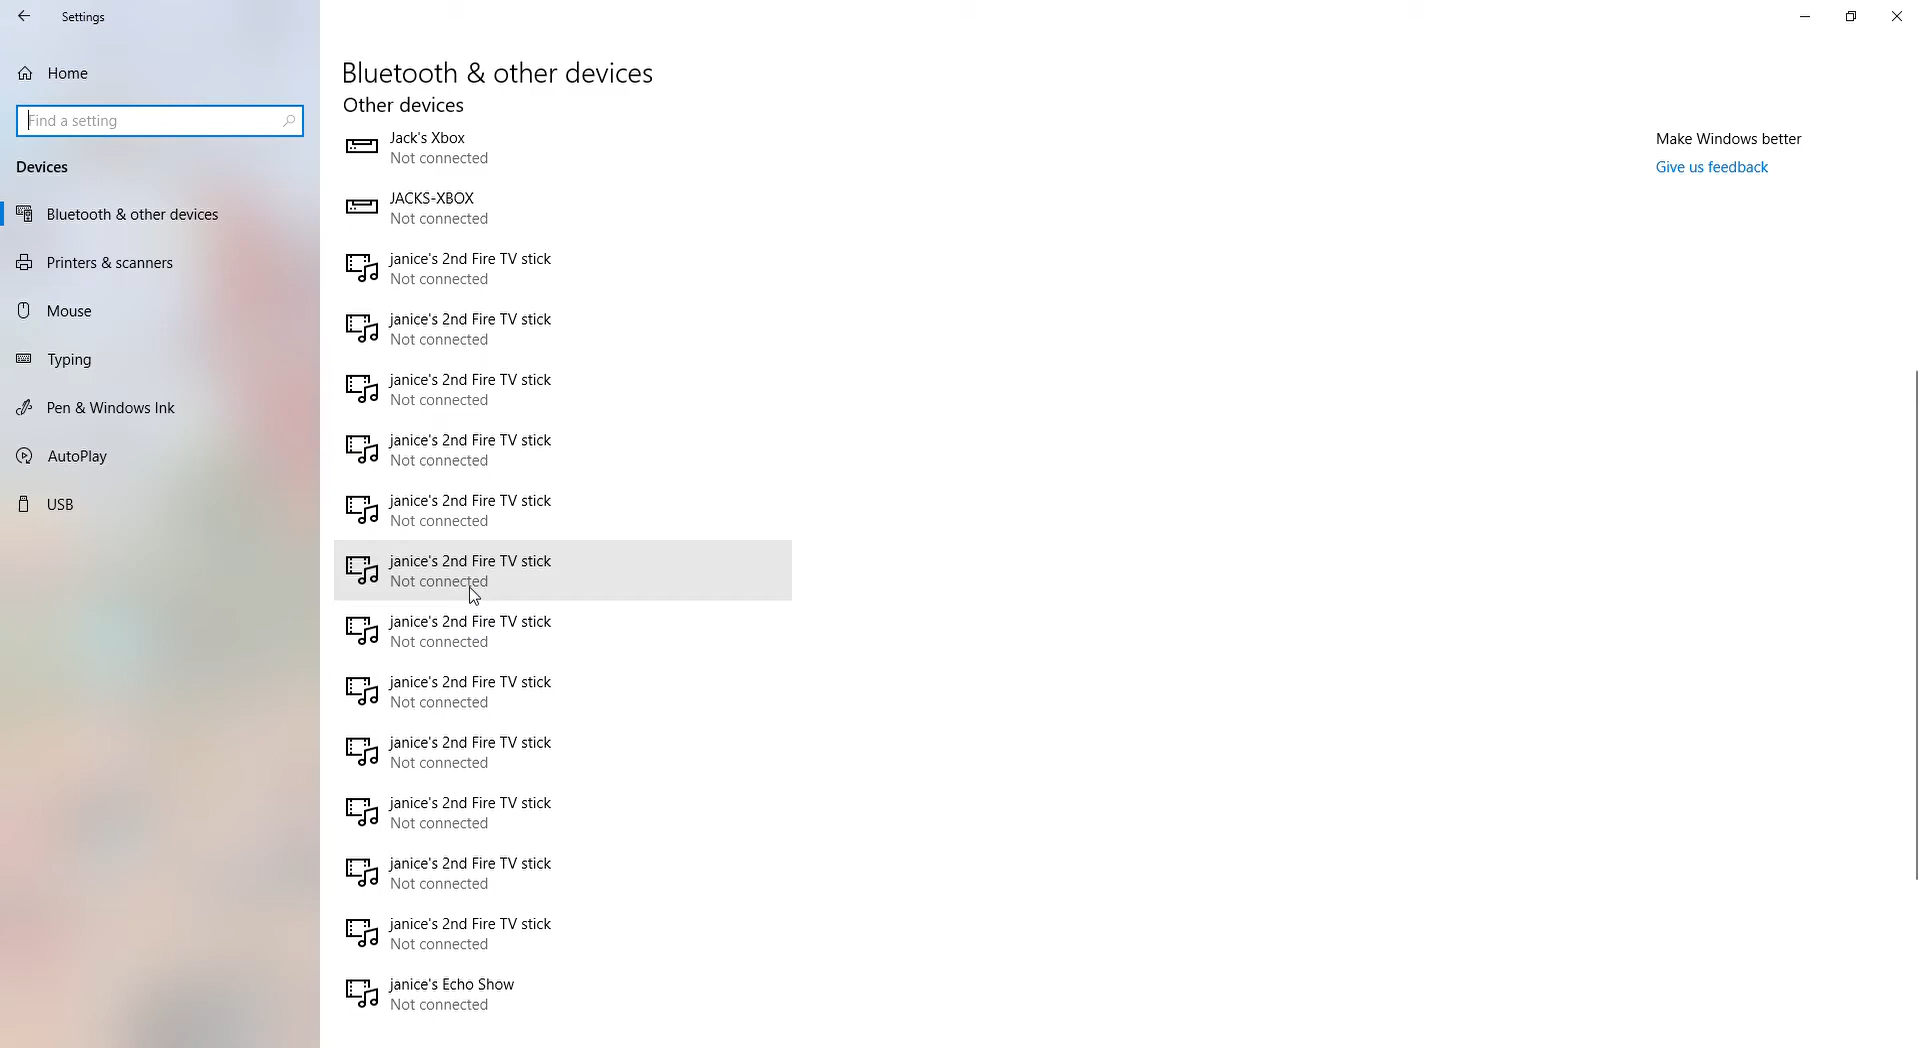 Settings
Home
Find a setting
Devices
Bluetooth & other devices
Printers & scanners
Mouse
Typing
Pen & Windows Ink
AutoPlay
USB
Bluetooth & other devices
Other devices
Jack's Xbox
Not connected
JACKS-XBOX
Not connected
janice's 2nd Fire TV stick
Not connected
janice's 2nd Fire TV stick
Not connected
janice's 2nd Fire TV stick
Not connected
janice's 2nd Fire TV stick
Not connected
janice's 2nd Fire TV stick
Not connected
janice's 2nd Fire TV stick
Not connected
janice's 2nd Fire TV stick
Not connected
janice's 2nd Fire TV stick
Not connected
janice's 2nd Fire TV stick
Not connected
janice's 2nd Fire TV stick
Not connected
janice's 2nd Fire TV stick
Not connected
janice's 2nd Fire TV stick
Not connected
janice's Echo Show
Not connected
Make Windows better
Give us feedback